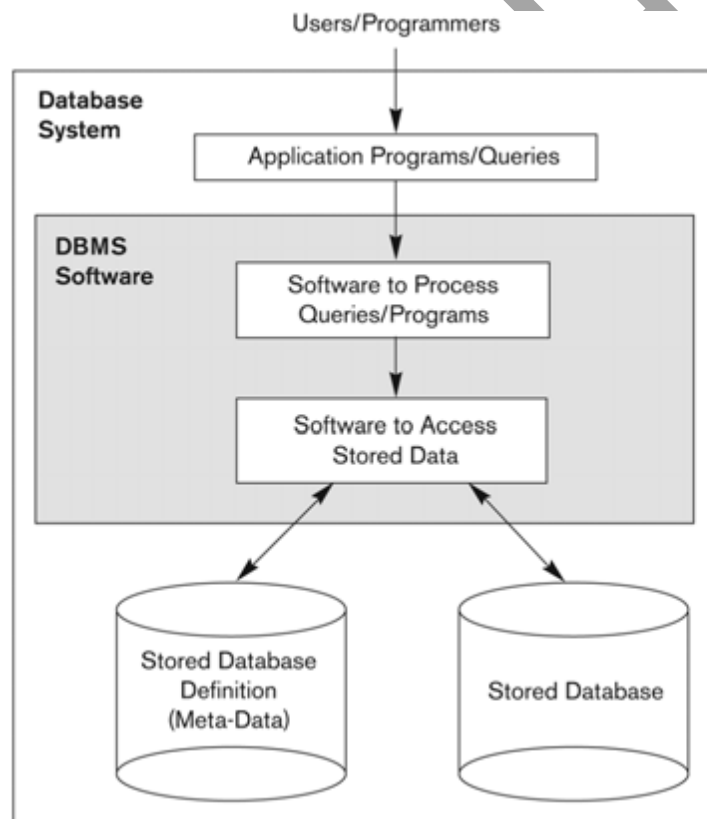 Users/Programmers
Database
System
Application Programs/Queries
DBMS
Software
Software to Process
Queries/Programs
Software to Access
Stored Data
Stored Database
Definition
(Meta-Data)
Stored Database